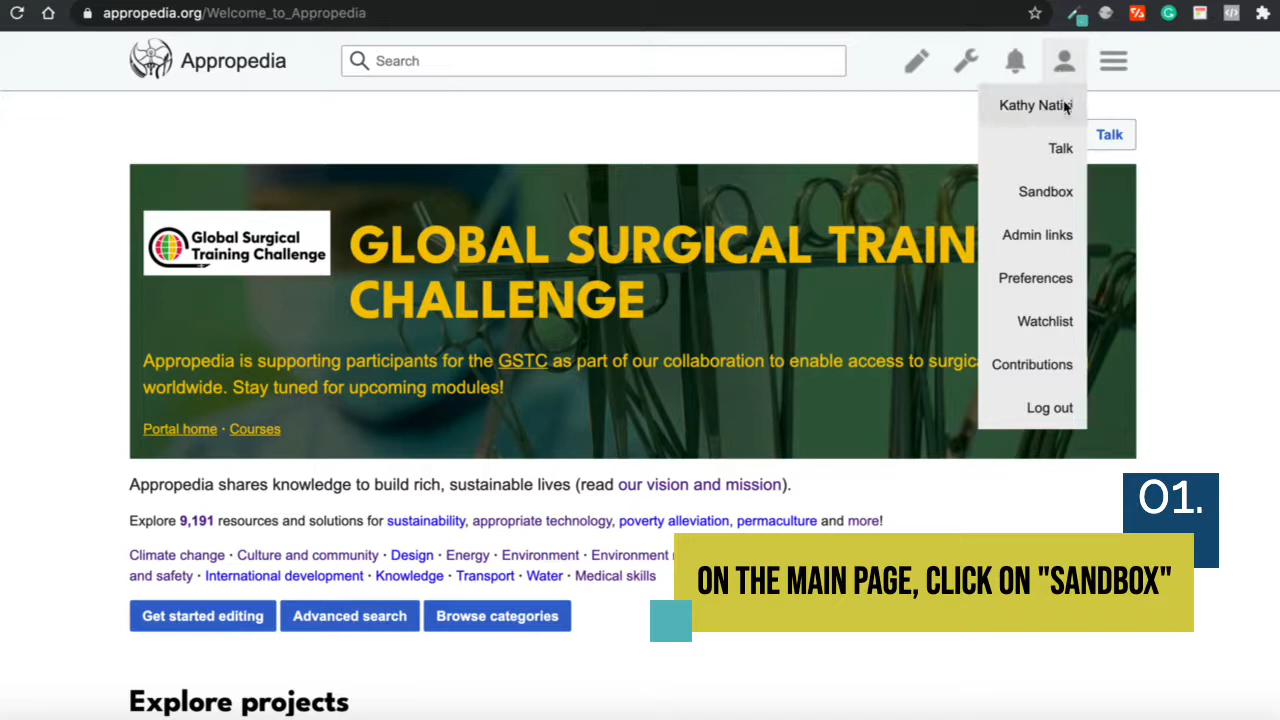 appropedia.org/Welcome_to_Appropedia
Appropedia
Search
Kathy Nativi
Talk
Talk
Sandbox
Admin links
Preferences
Watchlist
Contributions
Log out
Global Surgical
Training Challenge
GLOBAL SURGICAL TRAIN
CHALLENGE
Appropedia is supporting participants for the GSTC as part of our collaboration to enable access to surgica
worldwide. Stay tuned for upcoming modules!
Portal home · Courses
Appropedia shares knowledge to build rich, sustainable lives (read our vision and mission).
Explore 9,191 resources and solutions for sustainability, appropriate technology, poverty alleviation, permaculture and more!
Climate change · Culture and community · Design · Energy · Environment · Environment
and safety · International development · Knowledge · Transport · Water · Medical skills
01.
ON THE MAIN PAGE, CLICK ON "SANDBOX"
Get started editing
Advanced search
Browse categories
Explore projects